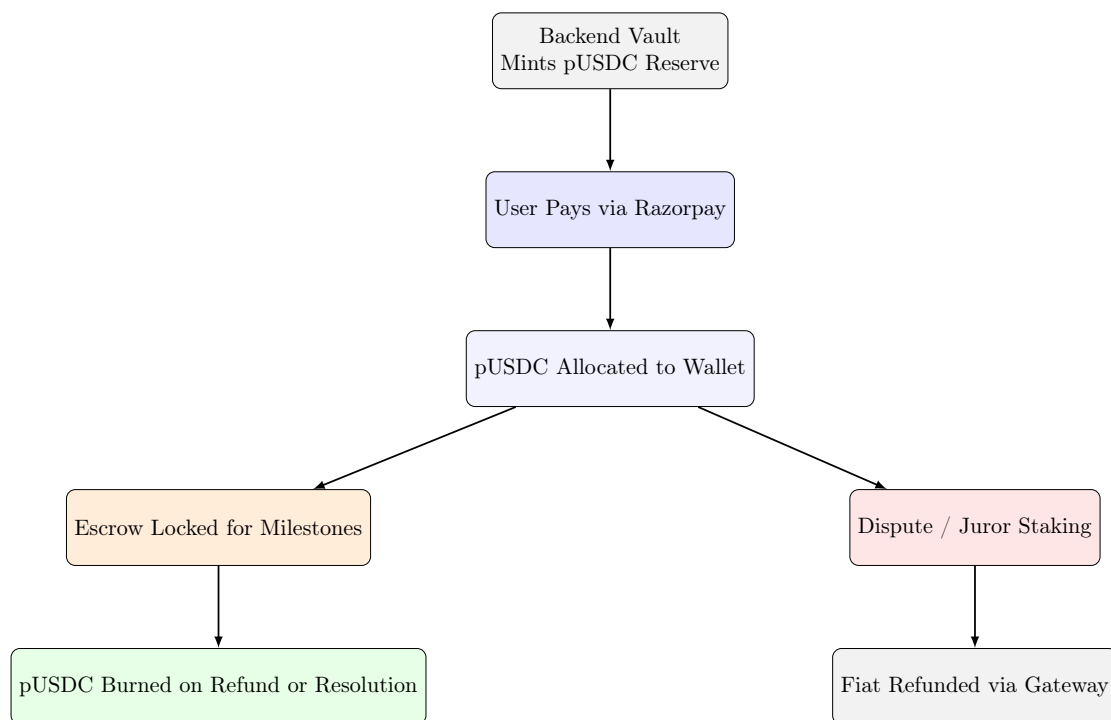 Backend Vault
Mints pUSDC Reserve
User Pays via Razorpay
pUSDC Allocated to Wallet
Escrow Locked for Milestones
Dispute / Juror Staking
pUSDC Burned on Refund or Resolution
Fiat Refunded via Gateway